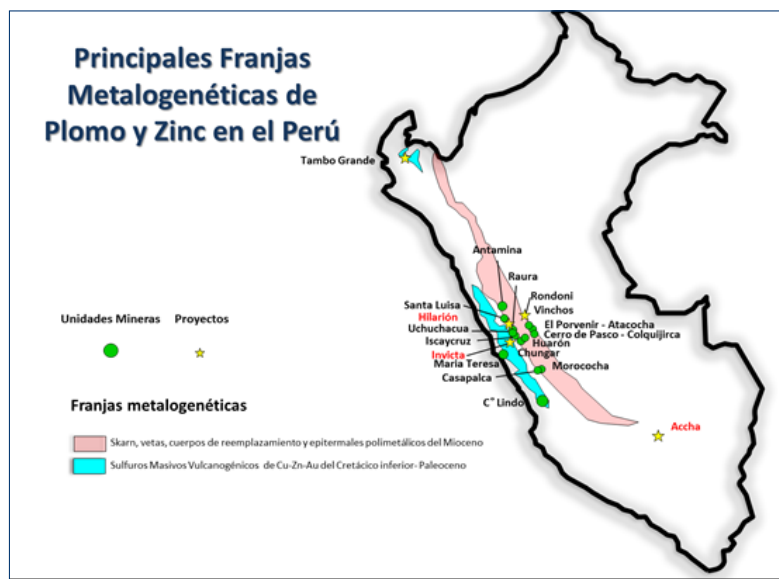 Principales Franjas
Metalogenéticas de
Plomo y Zinc en el Perú
Tambo Grande
Antamina
Raura
Rondoni
Santa Luisa
Vinchos
Hilarión
El Porvenir - Atacocha
Uchuchacua
Cerro de Pasco - Colquijirca
Iscaycruz
Huarón
Invicta
Chungar
Maria Teresa
Morococha
Casapalca
C° Lindo
Accha
Unidades Mineras
Proyectos
Franjas metalogenéticas
Skarn, vetas, cuerpos de reemplazamiento y epitermales polimetálicos del Mioceno
Sulfuros Masivos Vulcanogénicos de Cu-Zn-Au del Cretácico inferior- Paleoceno